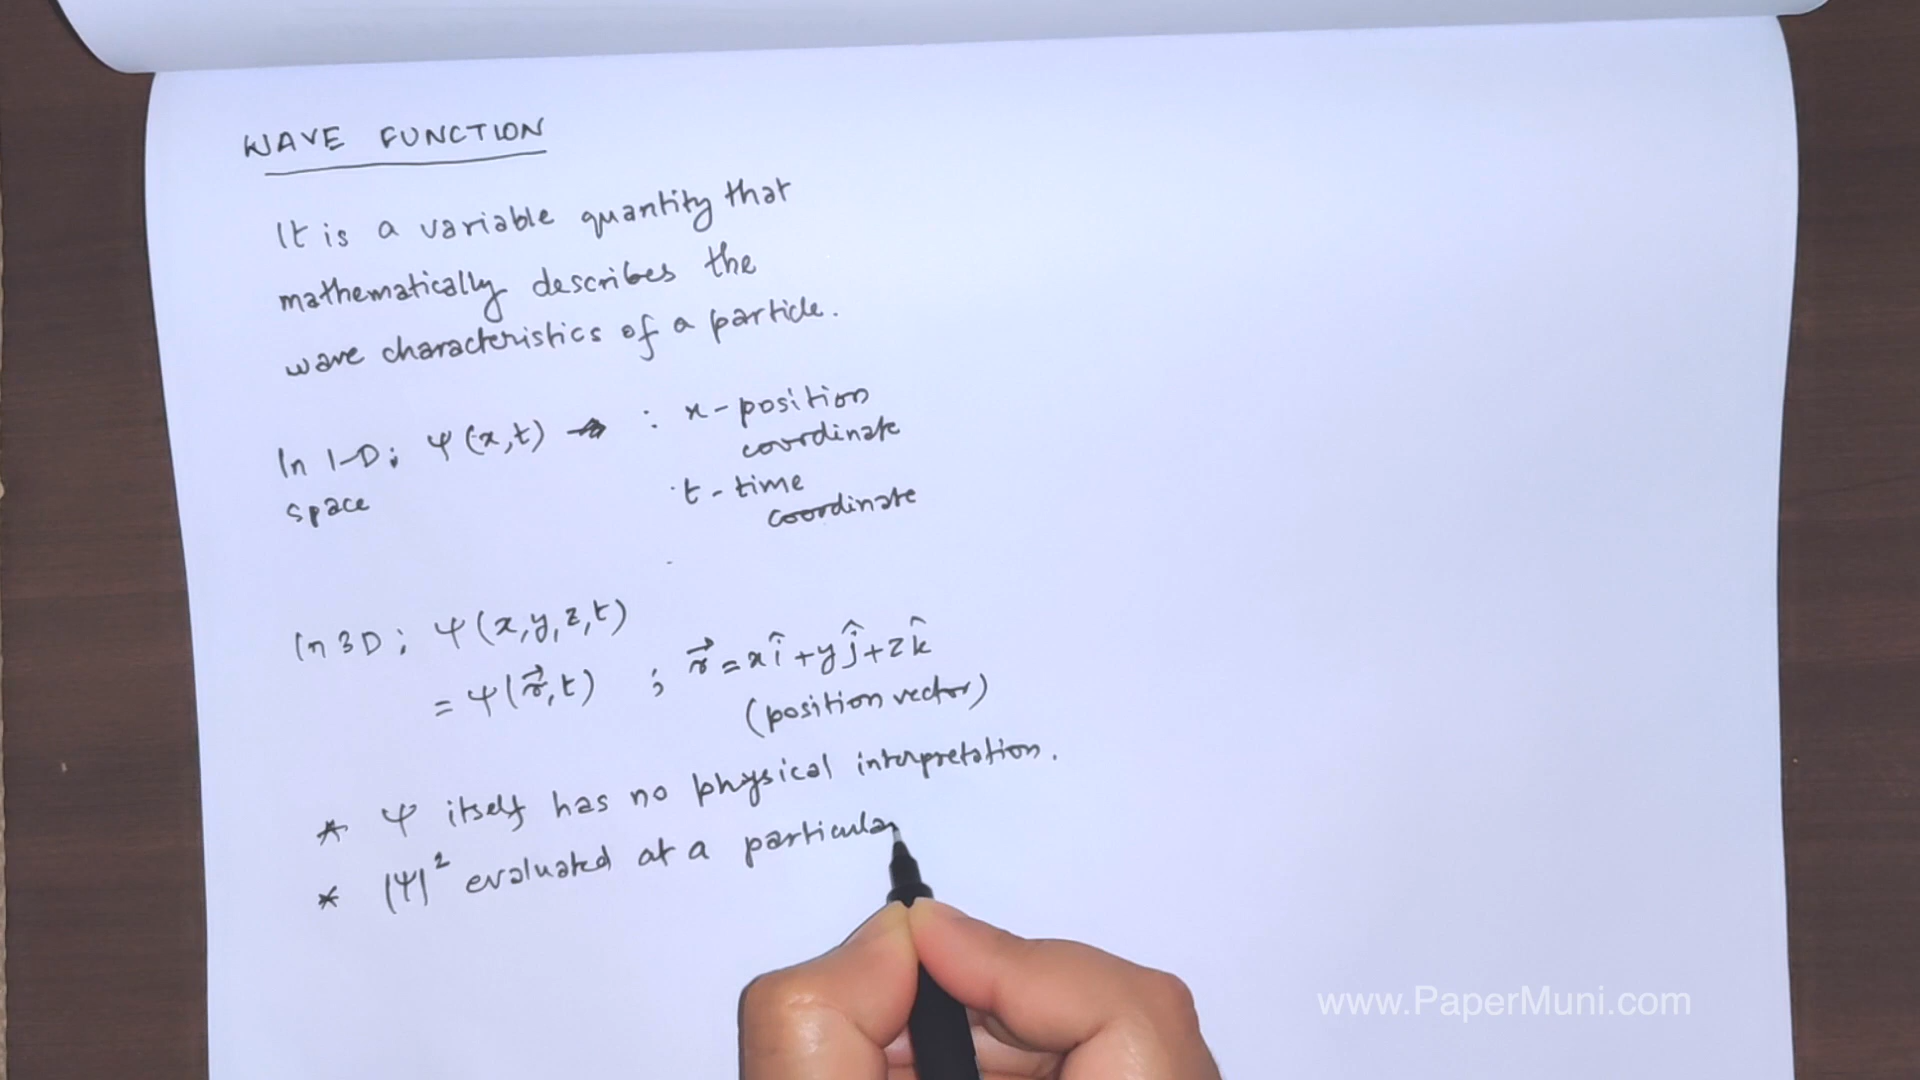 WAVE FUNCTION
It is a variable quantity that
mathematically describes the
wave characteristics of a particle.
In 1-D; ψ(x,t) → : x - position
coordinate
space
t - time
coordinate
In 3D; ψ(x,y,z,t)
= ψ(r⃗,t) ; r⃗ = xî + yĵ + zk̂
(position vector)
* ψ itself has no physical interpretation.
* |ψ|² evaluated at a particular
www.PaperMuni.com